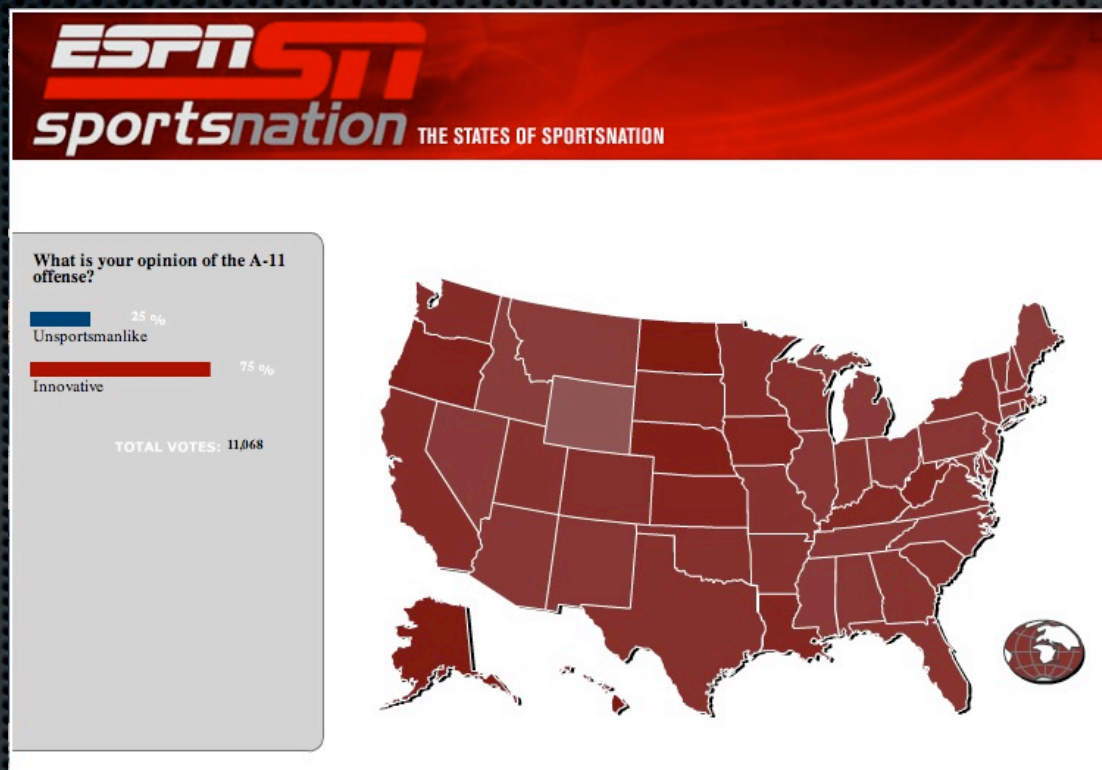 ESPN SN
sportsnation THE STATES OF SPORTSNATION
What is your opinion of the A-11
offense?
25 %
Unsportsmanlike
75 %
Innovative
TOTAL VOTES: 11,068